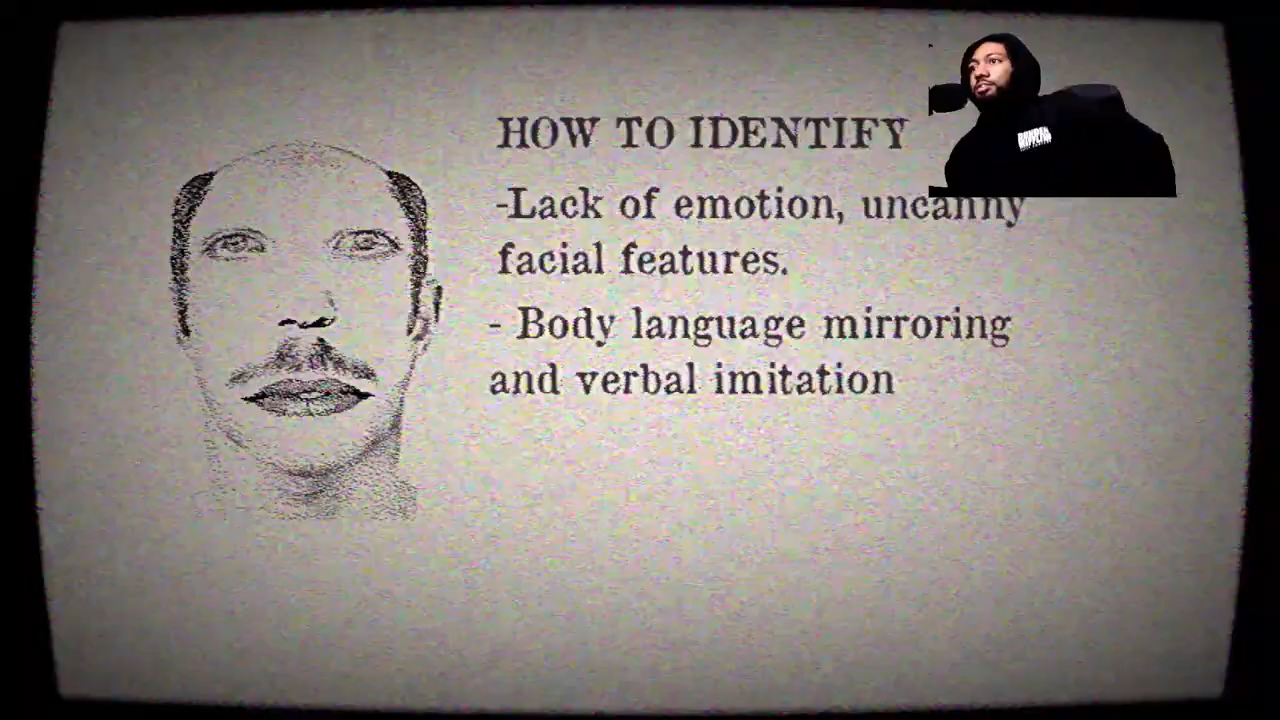 HOW TO IDENTIFY
-Lack of emotion, uncanny
facial features.
- Body language mirroring
and verbal imitation